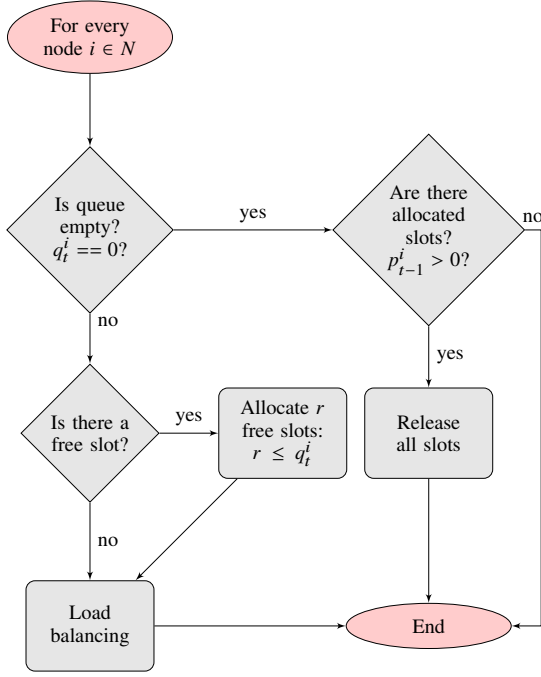 For every
node i ∈ N
Is queue
empty?
q_t^i == 0?
yes
Are there
allocated
slots?
p_{t−1}^i > 0?
no
no
yes
Is there a
free slot?
yes
Allocate r
free slots:
r ≤ q_t^i
Release
all slots
no
Load
balancing
End